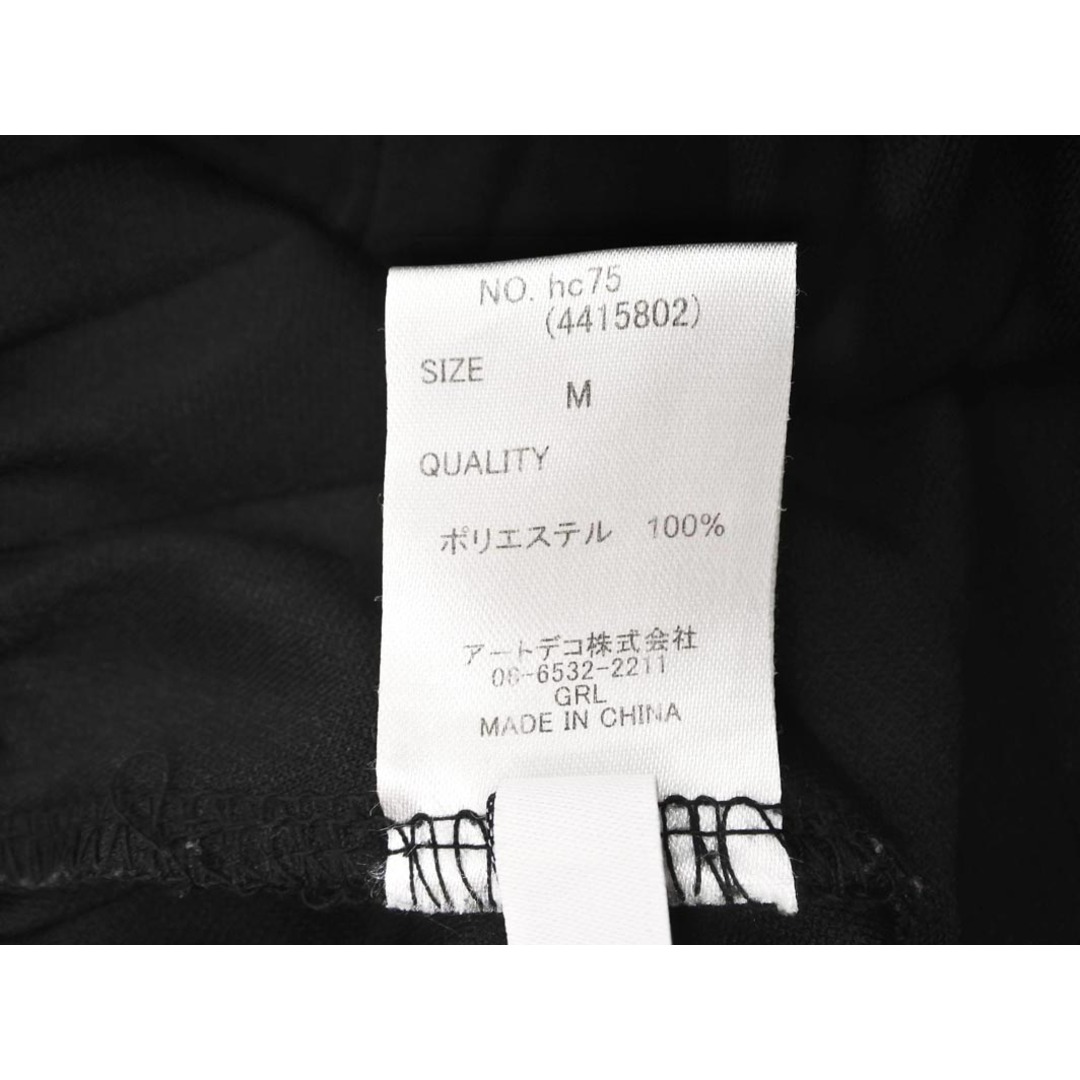 NO. hc75
(4415802)
SIZE
M
QUALITY
ポリエステル 100%
アートデコ株式会社
06-6532-2211
GRL
MADE IN CHINA